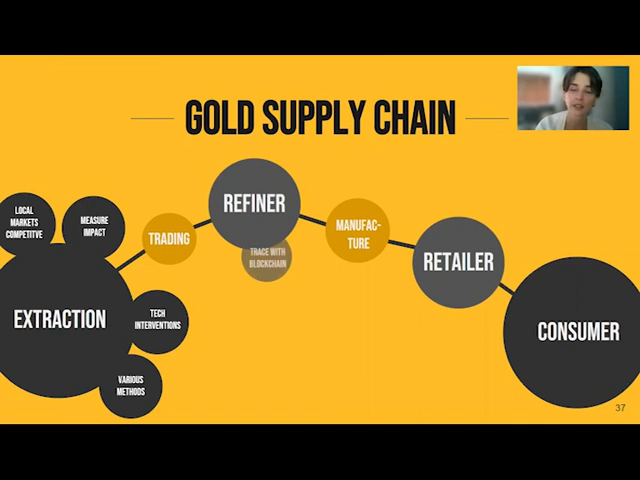 GOLD SUPPLY CHAIN
LOCAL
MARKETS
COMPETITVE
MEASURE
IMPACT
EXTRACTION
TECH
INTERVENTIONS
VARIOUS
METHODS
TRADING
REFINER
TRACE WITH
BLOCKCHAIN
MANUFAC-
TURE
RETAILER
CONSUMER
37